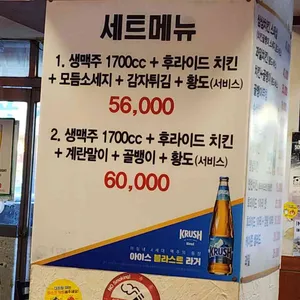 세트메뉴
1. 생맥주 1700cc + 후라이드 치킨
+ 모듬소세지 + 감자튀김 + 황도(서비스)
56,000
2. 생맥주 1700cc + 후라이드 치킨
+ 계란말이 + 골뱅이 + 황도(서비스)
60,000
KRUSH
아이스 블라스트 라거
KRUSH